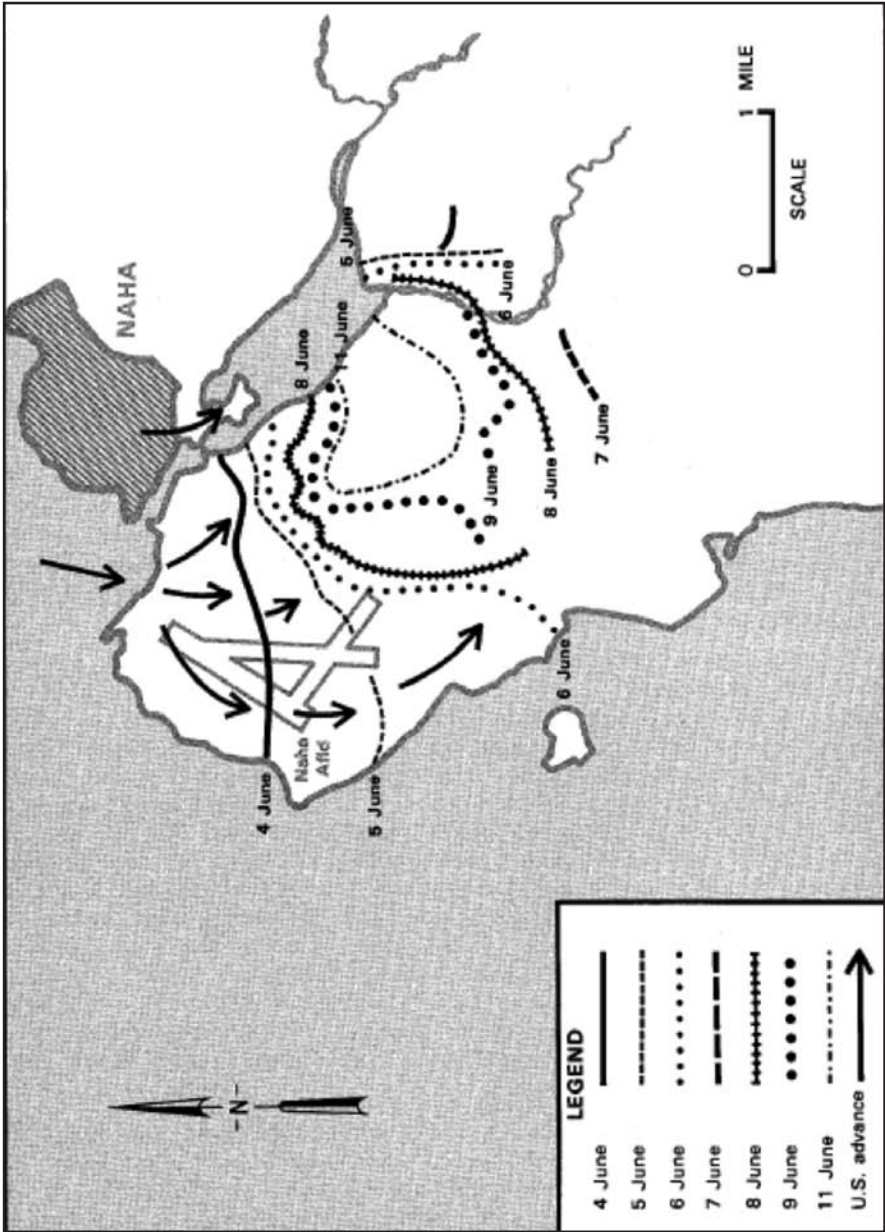 NAHA
5 June
6 June
8 June
11 June
9 June
8 June
7 June
4 June
Naha
Afld
5 June
6 June
0 1 MILE
SCALE
-N-
LEGEND
4 June
5 June
6 June
7 June
8 June
9 June
11 June
U.S. advance